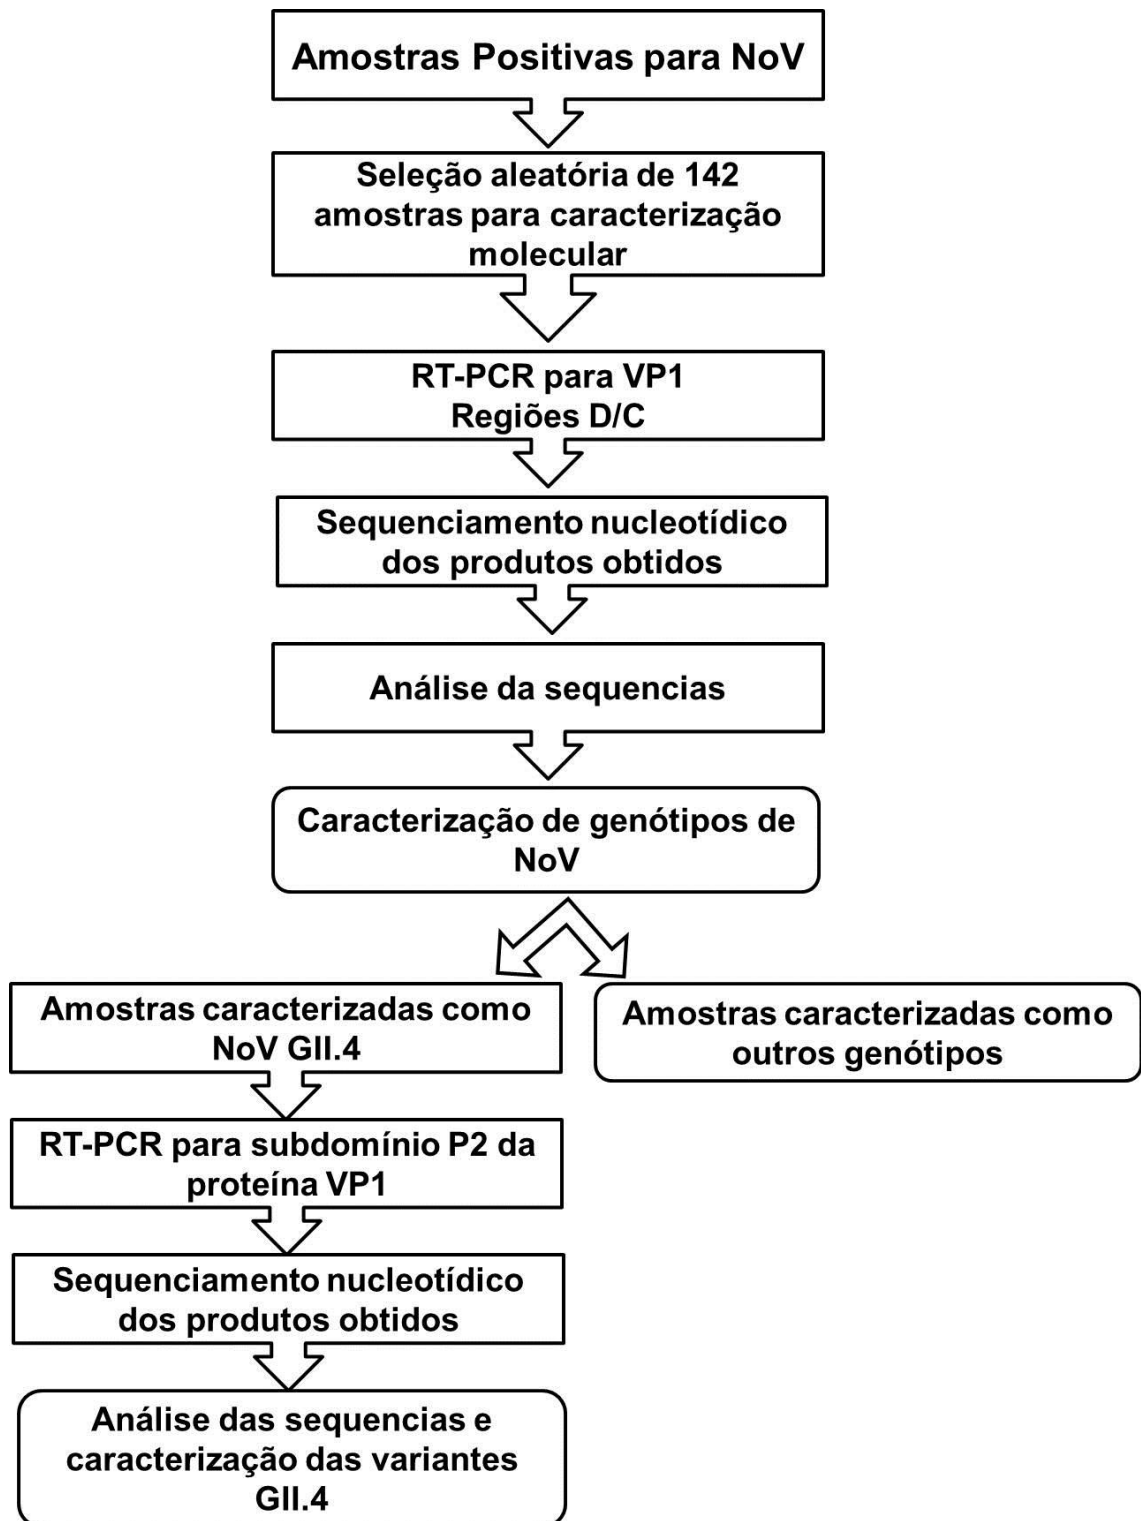 Amostras Positivas para NoV
Seleção aleatória de 142
amostras para caracterização
molecular
RT-PCR para VP1
Regiões D/C
Sequenciamento nucleotídico
dos produtos obtidos
Análise da sequencias
Caracterização de genótipos de
NoV
Amostras caracterizadas como
NoV GII.4
Amostras caracterizadas como
outros genótipos
RT-PCR para subdomínio P2 da
proteína VP1
Sequenciamento nucleotídico
dos produtos obtidos
Análise das sequencias e
caracterização das variantes
GII.4